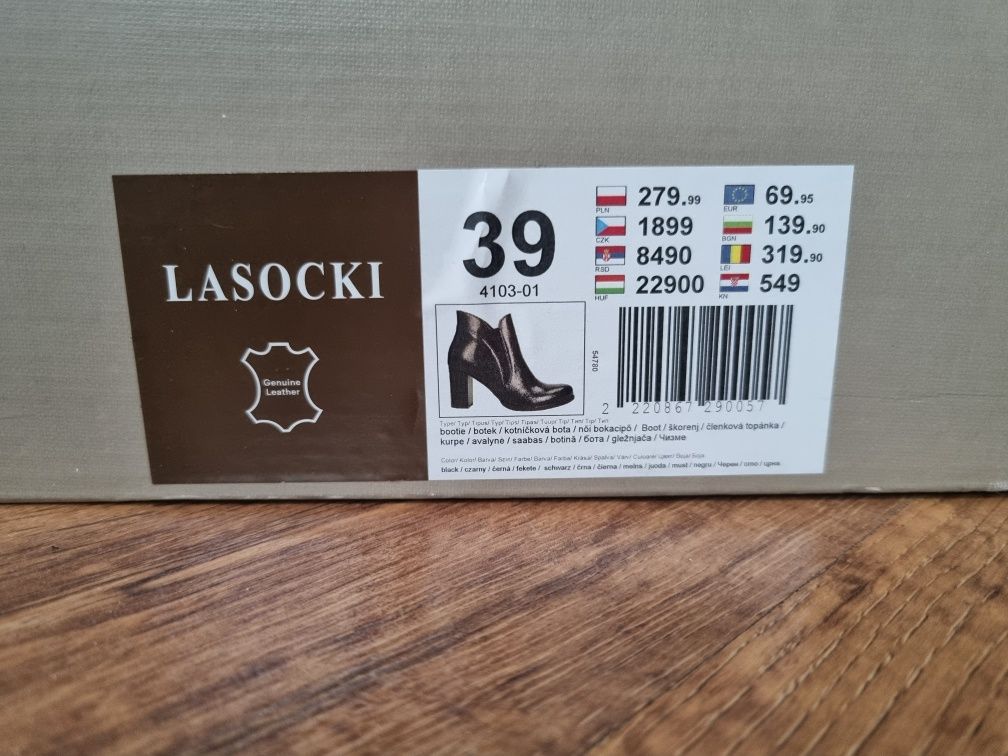 LASOCKI
Genuine
Leather
39
4103-01
PLN 279.99
EUR 69.95
CZK 1899
BGN 139.90
RSD 8490
LEI 319.90
HUF 22900
KN 549
54780
2 220867 290057
bootie / botek / kotníčková bota / női bokacipő / Boot / škorenj / členková topánka /
kurpe / avalynė / saabas / botină / бота / gležnjača / Чизме
black / czarny / černá / fekete / schwarz / črna / čierna / melns / juoda / must / negru / Черен / crno / црна